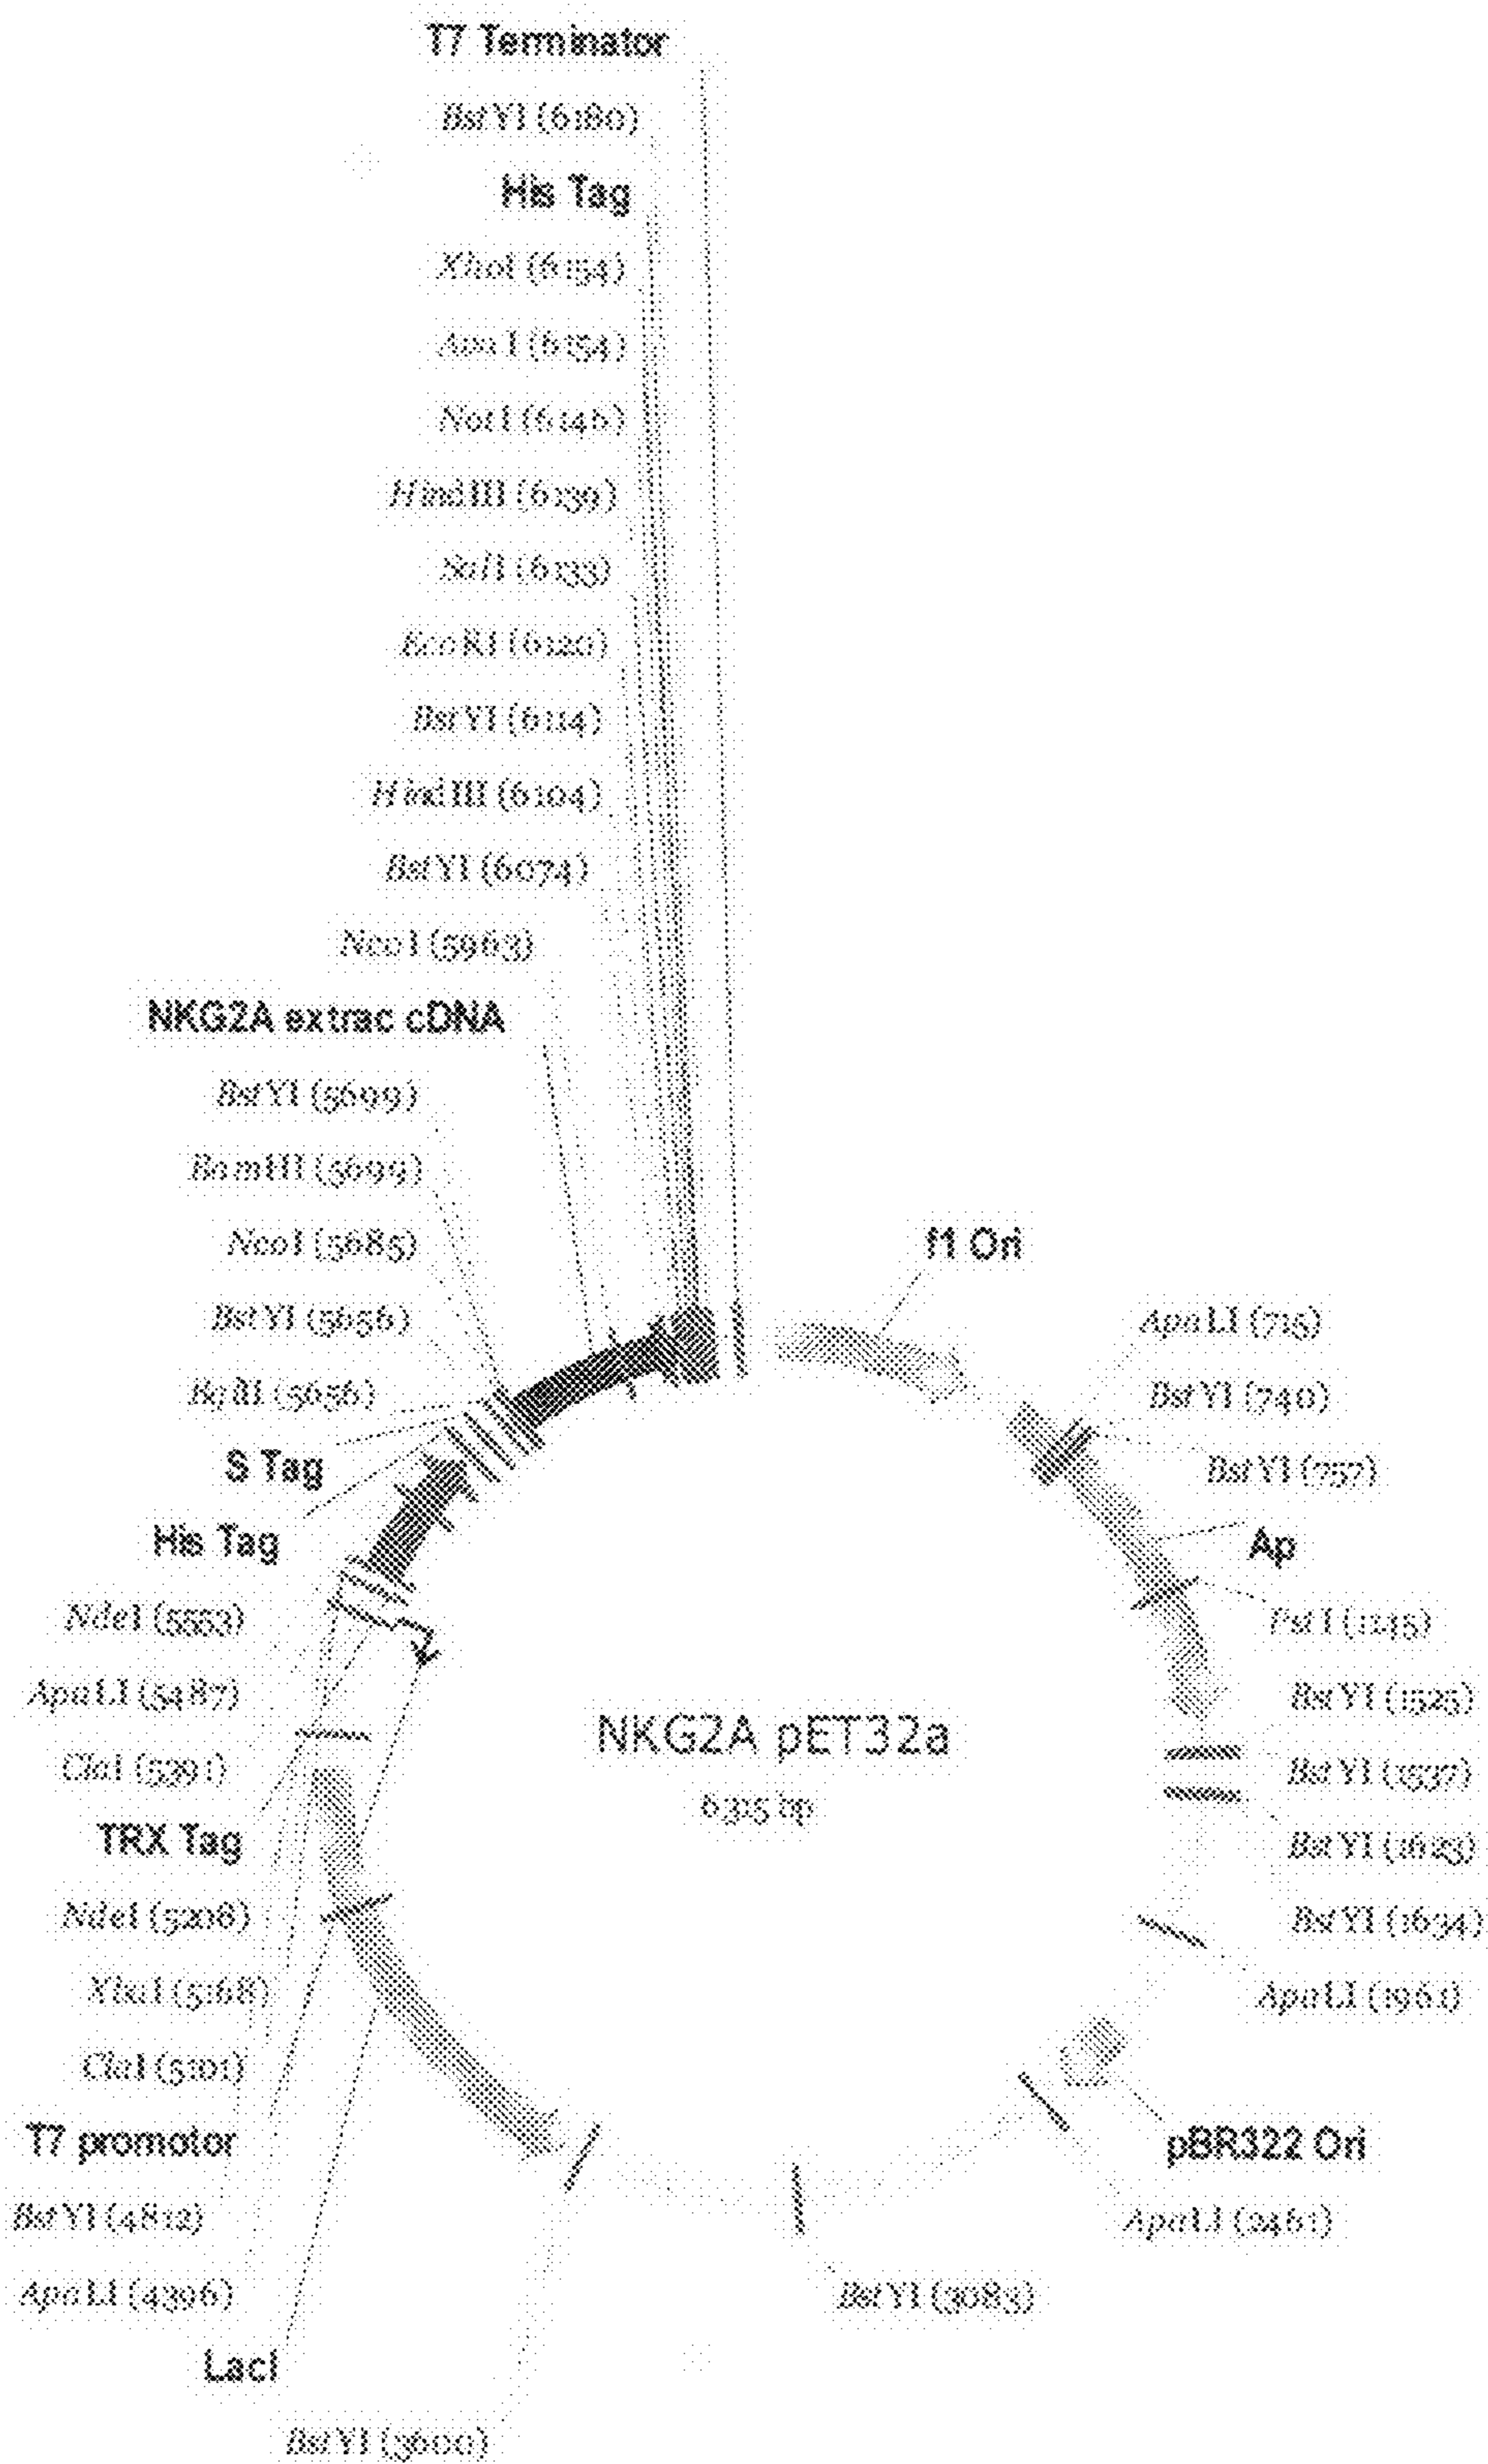 T7 Terminator
BstYI (6180)
His Tag
XhoI (6154)
ApaI (6154)
NotI (6146)
HindIII (6139)
SalI (6133)
EcoRI (6120)
BstYI (6114)
HindIII (6104)
BstYI (6074)
NcoI (5963)
NKG2A extrac cDNA
BstYI (5699)
BamHI (5699)
NcoI (5685)
BstYI (5656)
BglII (5656)
S Tag
His Tag
NdeI (5553)
ApaLI (5487)
ClaI (5391)
TRX Tag
NdeI (5206)
XbaI (5168)
ClaI (5101)
T7 promotor
BstYI (4812)
ApaLI (4396)
LacI
BstYI (3600)
f1 Ori
ApaLI (715)
BstYI (740)
BstYI (757)
Ap
PstI (1245)
BstYI (1525)
BstYI (1537)
BstYI (1623)
BstYI (1634)
ApaLI (1961)
pBR322 Ori
ApaLI (2461)
BstYI (3083)
NKG2A pET32a
6315 bp